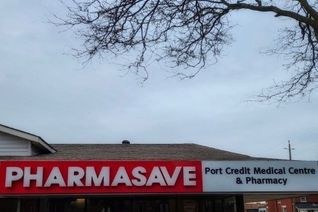 PHARMASAVE
Port Credit Medical Centre
& Pharmacy